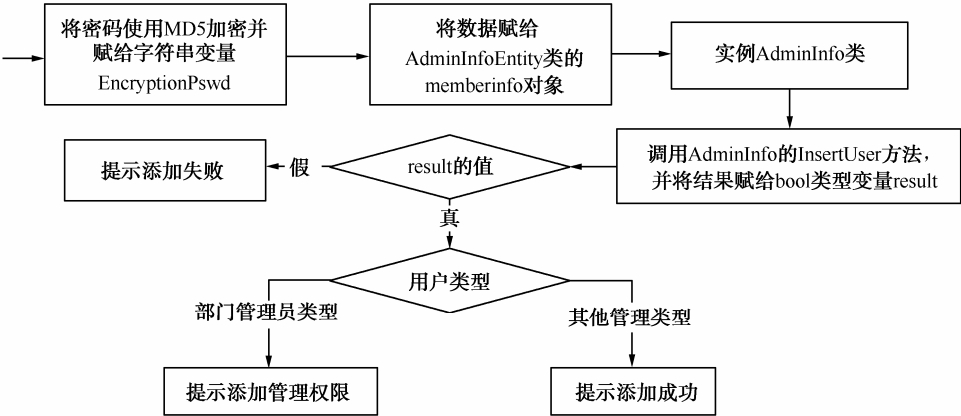 将密码使用MD5加密并
赋给字符串变量
EncryptionPswd
将数据赋给
AdminInfoEntity类的
memberinfo对象
实例AdminInfo类
调用AdminInfo的InsertUser方法，
并将结果赋给bool类型变量result
result的值
假
提示添加失败
真
用户类型
部门管理员类型
其他管理类型
提示添加管理权限
提示添加成功